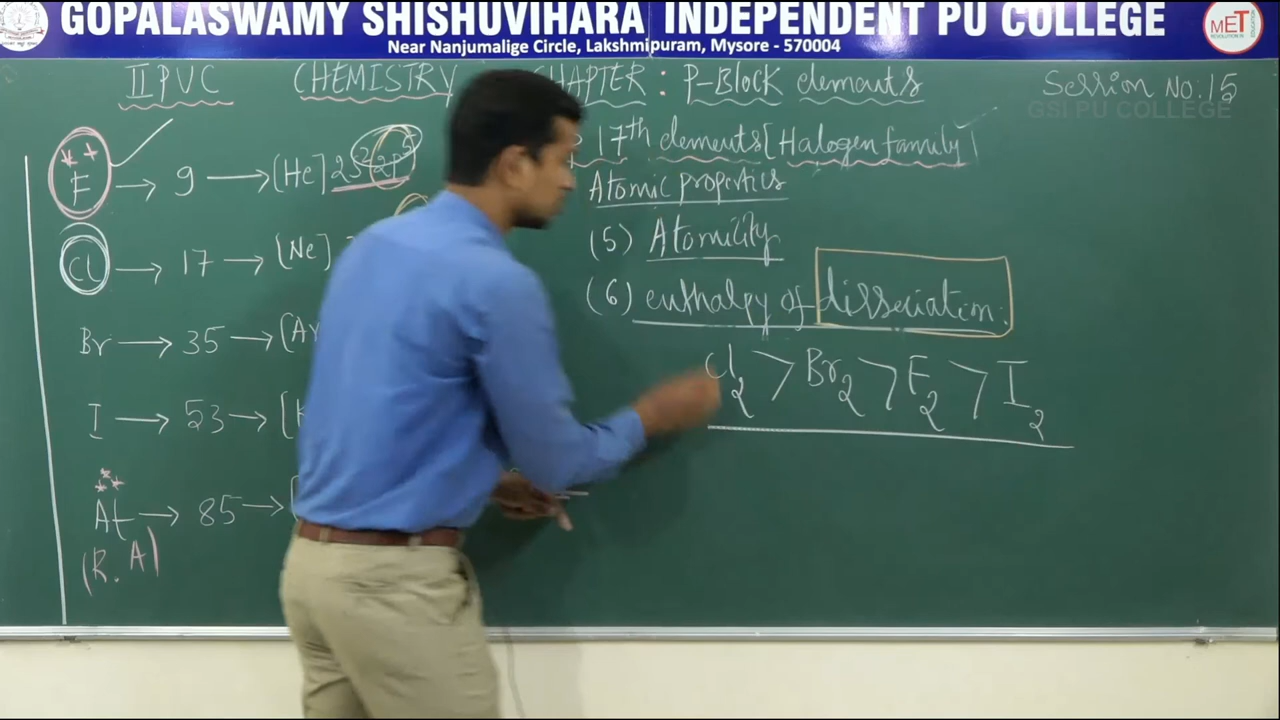 GOPALASWAMY SHISHUVIHARA INDEPENDENT PU COLLEGE
Near Nanjumalige Circle, Lakshmipuram, Mysore - 570004
MET
II PUC CHEMISTRY CHAPTER : P-Block elements Session No: 15
GSI PU COLLEGE
17th elements [Halogen family]
Atomic properties
(5) Atomility
(6) enthalpy of dissociation:
Cl2 > Br2 > F2 > I2
F → 9 → [He] 2s2 2p5
Cl → 17 → [Ne]
Br → 35 → [Ar
I → 53 → [K
At → 85 → [
(R.A)